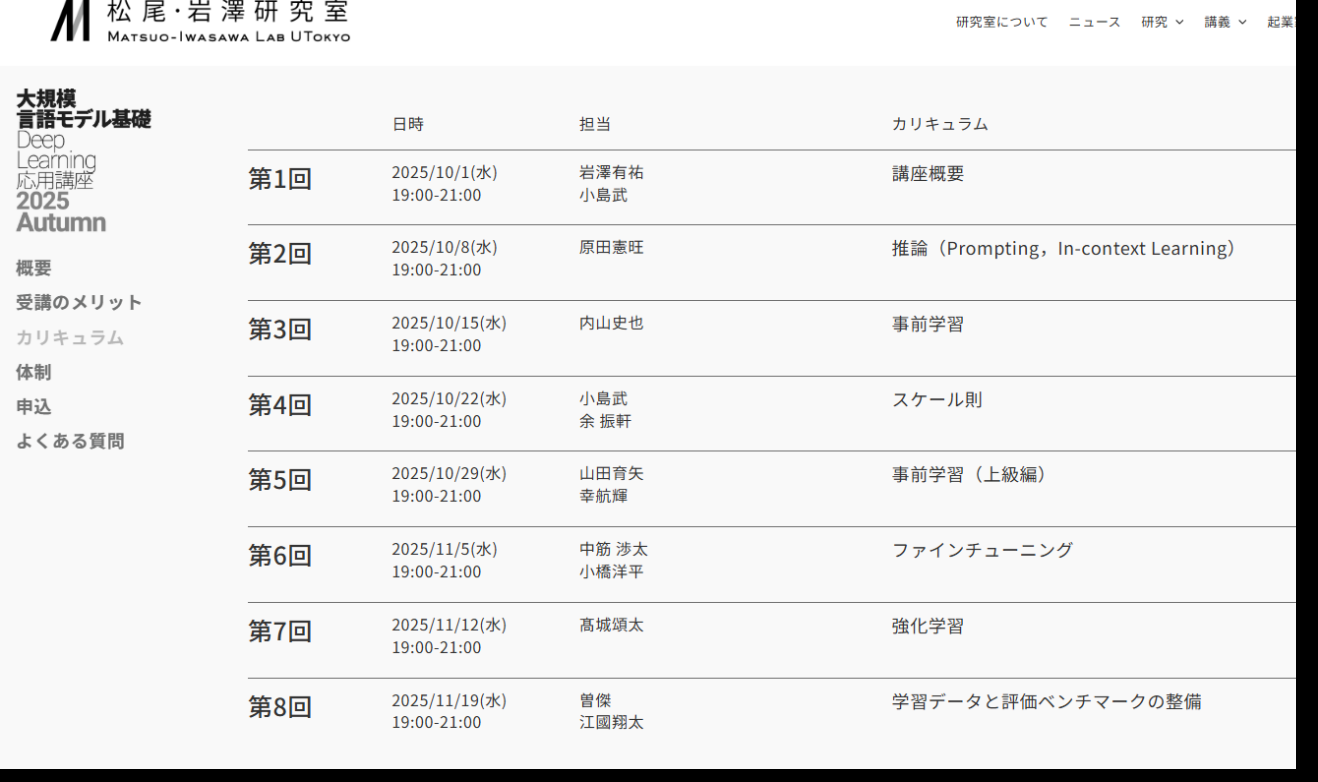 松尾・岩澤研究室
MATSUO-IWASAWA LAB UTOKYO
研究室について ニュース 研究 講義 起業
大規模
言語モデル基礎
Deep
Learning
応用講座
2025
Autumn
概要
受講のメリット
カリキュラム
体制
申込
よくある質問
日時 担当 カリキュラム
第1回 2025/10/1(水) 岩澤有祐 講座概要
19:00-21:00 小島武
第2回 2025/10/8(水) 原田憲旺 推論（Prompting，In-context Learning）
19:00-21:00
第3回 2025/10/15(水) 内山史也 事前学習
19:00-21:00
第4回 2025/10/22(水) 小島武 スケール則
19:00-21:00 余 振軒
第5回 2025/10/29(水) 山田育矢 事前学習（上級編）
19:00-21:00 幸航輝
第6回 2025/11/5(水) 中筋 渉太 ファインチューニング
19:00-21:00 小橋洋平
第7回 2025/11/12(水) 髙城頌太 強化学習
19:00-21:00
第8回 2025/11/19(水) 曽傑 学習データと評価ベンチマークの整備
19:00-21:00 江國翔太